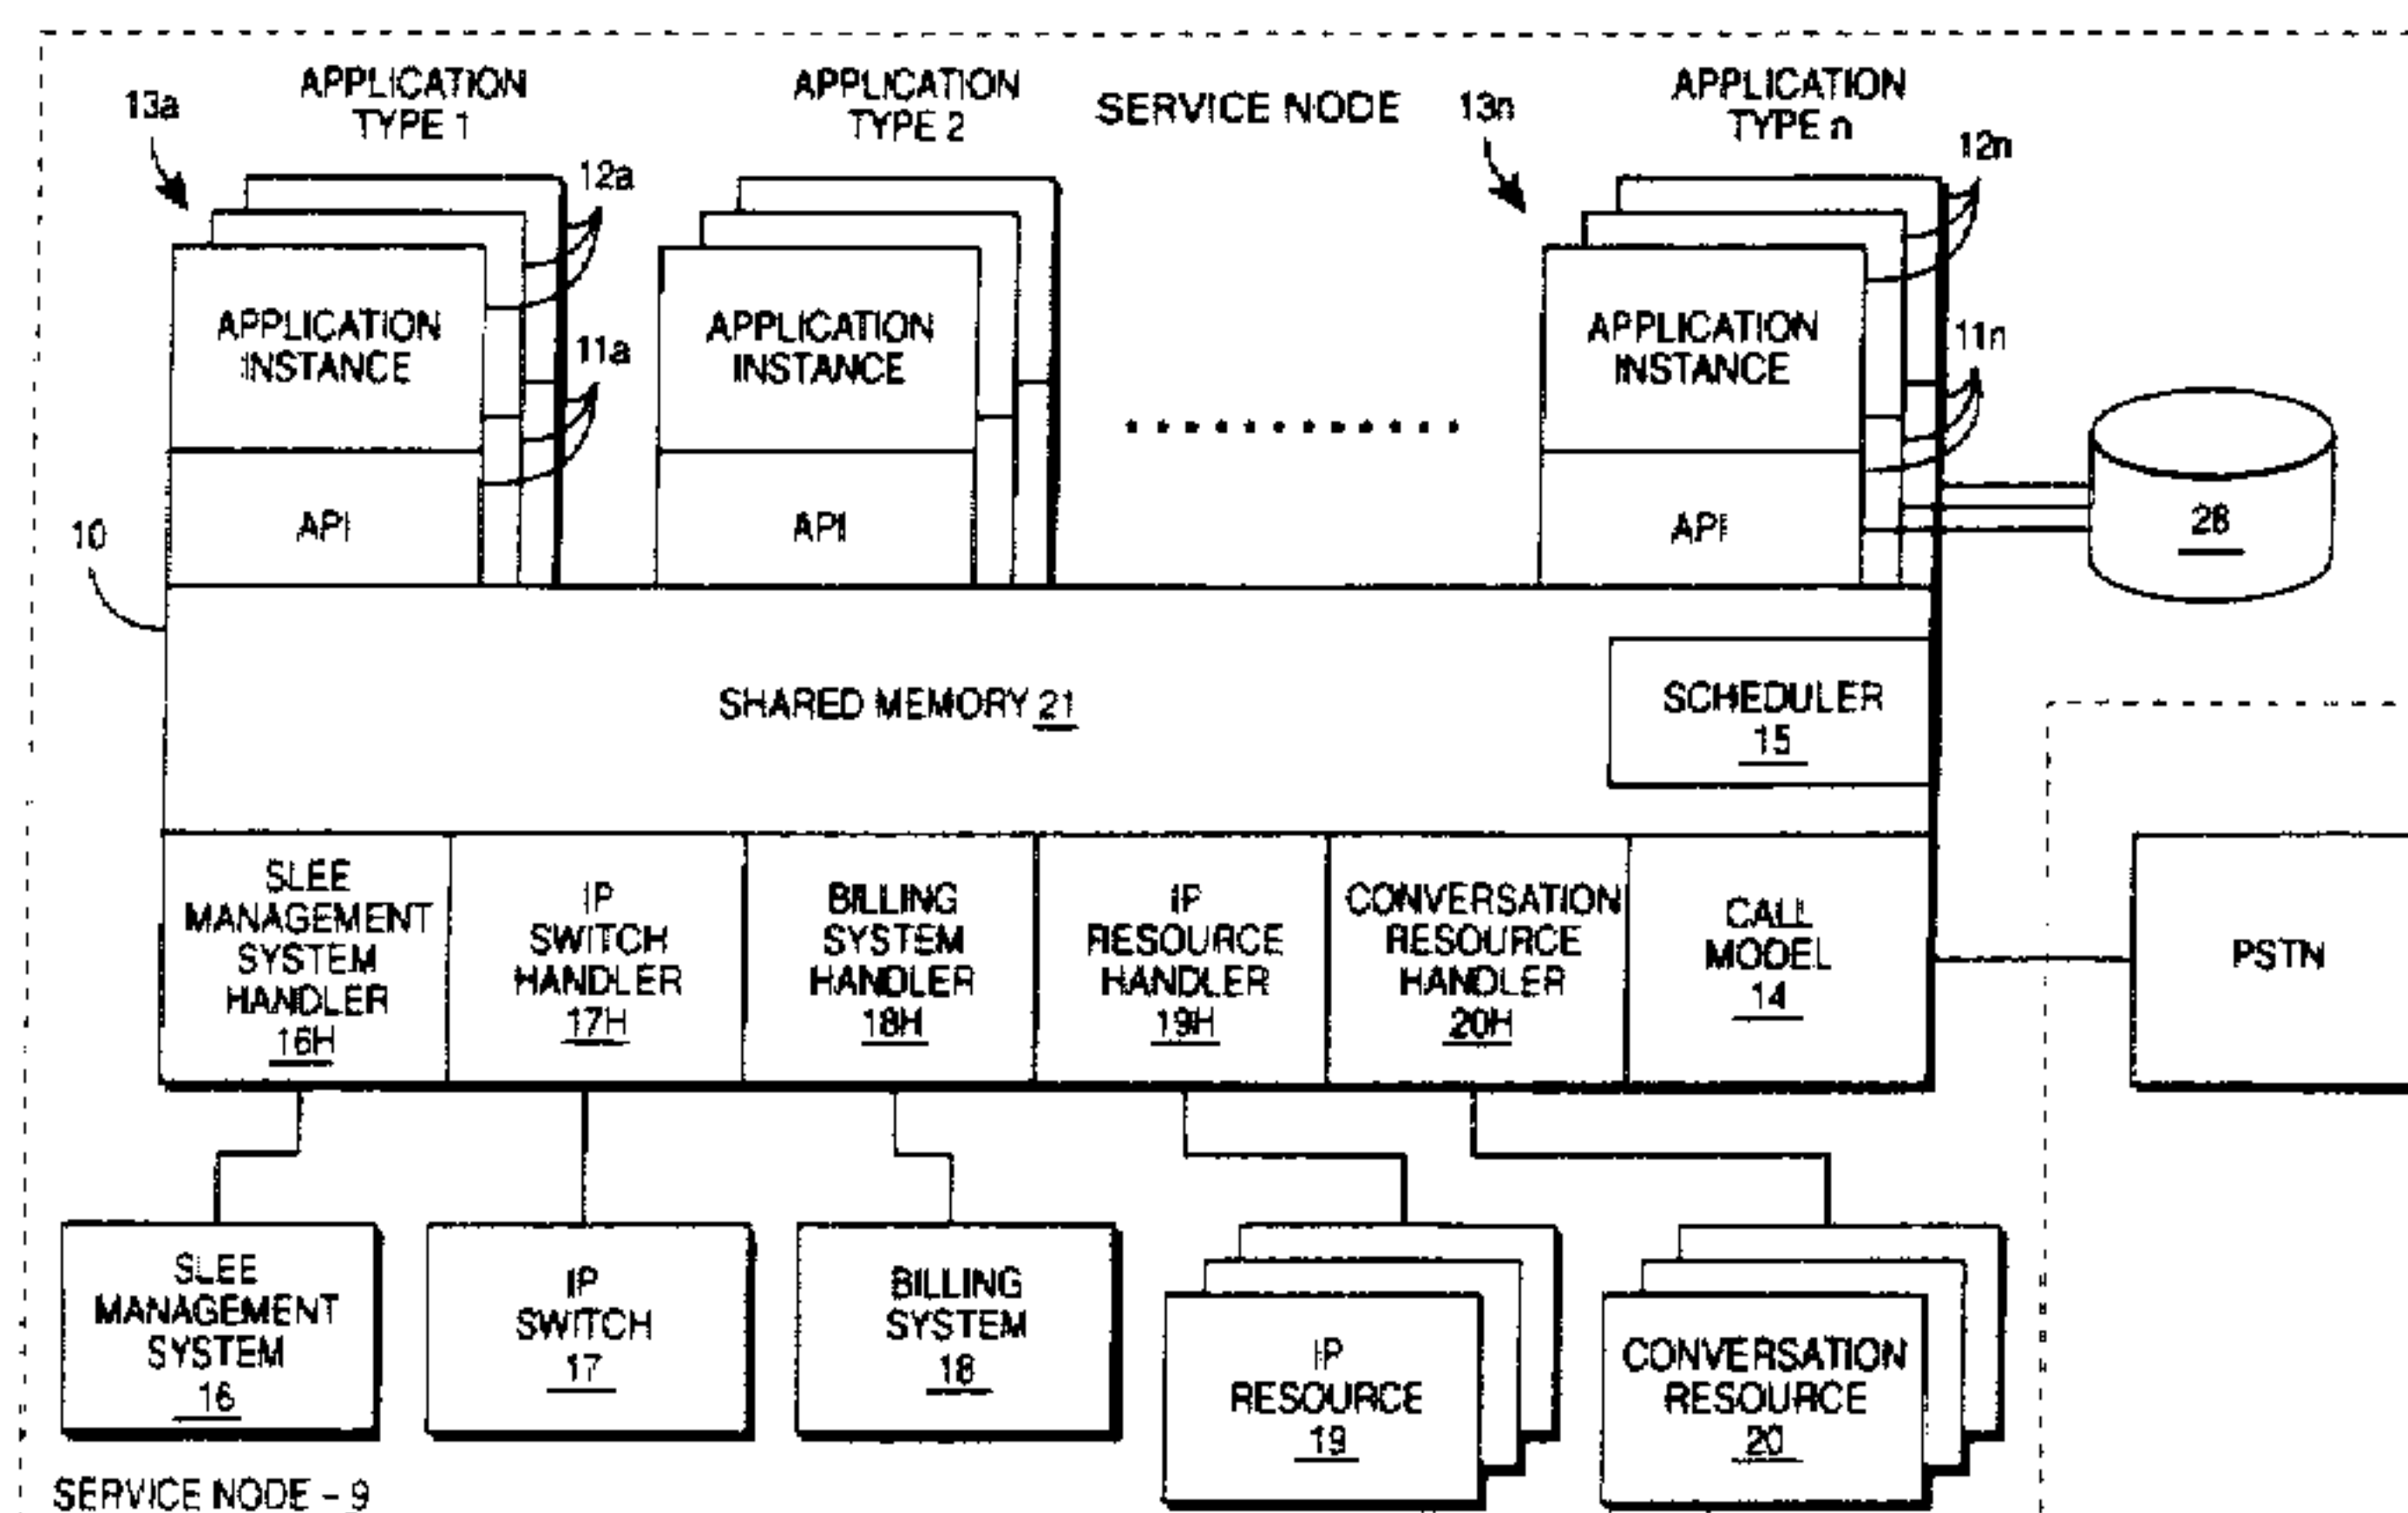 APPLICATION
TYPE 1
APPLICATION
TYPE 2
SERVICE NODE
APPLICATION
TYPE n
13a
13n
12a
12n
APPLICATION
INSTANCE
APPLICATION
INSTANCE
APPLICATION
INSTANCE
11a
11n
10
API
API
API
26
SHARED MEMORY 21
SCHEDULER
15
SLEE
MANAGEMENT
SYSTEM
HANDLER
16H
IP
SWITCH
HANDLER
17H
BILLING
SYSTEM
HANDLER
18H
IP
RESOURCE
HANDLER
19H
CONVERSATION
RESOURCE
HANDLER
20H
CALL
MODEL
14
PSTN
SLEE
MANAGEMENT
SYSTEM
16
IP
SWITCH
17
BILLING
SYSTEM
18
IP
RESOURCE
19
CONVERSATION
RESOURCE
20
SERVICE NODE – 9